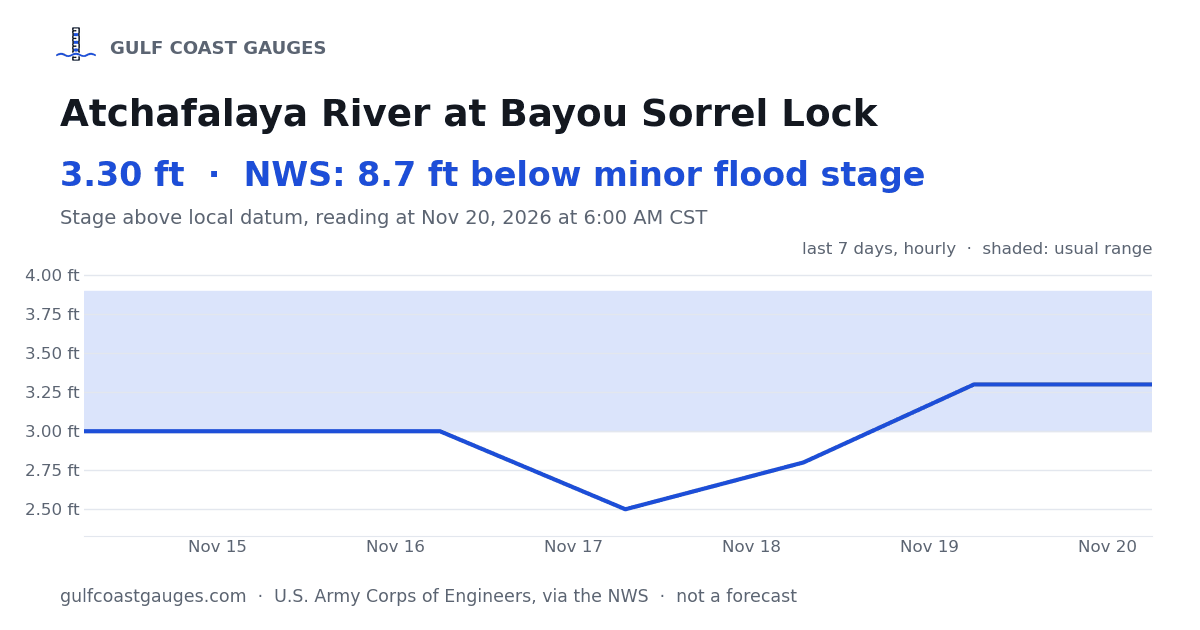 GULF COAST GAUGES
Atchafalaya River at Bayou Sorrel Lock
3.30 ft · NWS: 8.7 ft below minor flood stage
Stage above local datum, reading at Nov 20, 2026 at 6:00 AM CST
last 7 days, hourly · shaded: usual range
4.00 ft
3.75 ft
3.50 ft
3.25 ft
3.00 ft
2.75 ft
2.50 ft
Nov 15 Nov 16 Nov 17 Nov 18 Nov 19 Nov 20
gulfcoastgauges.com · U.S. Army Corps of Engineers, via the NWS · not a forecast